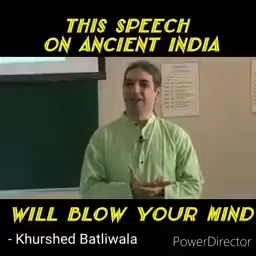 THIS SPEECH
ON ANCIENT INDIA
WILL BLOW YOUR MIND
- Khurshed Batliwala
PowerDirector